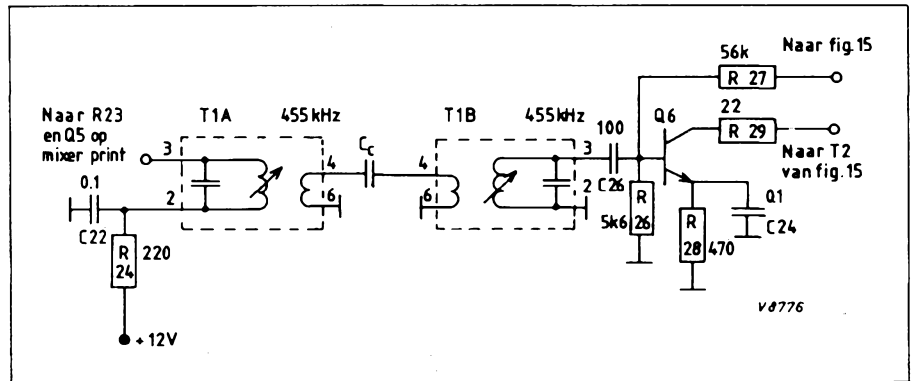 Naar R23
en Q5 op
mixer print
T1A
455kHz
3
2
4
6
0.1
C22
R
24
220
+12V
Cc
T1B
455kHz
4
6
3
2
100
C26
R
26
5k6
56k
R 27
Naar fig.15
22
R 29
Naar T2
van fig.15
Q6
R
28
470
0.1
C24
V8776